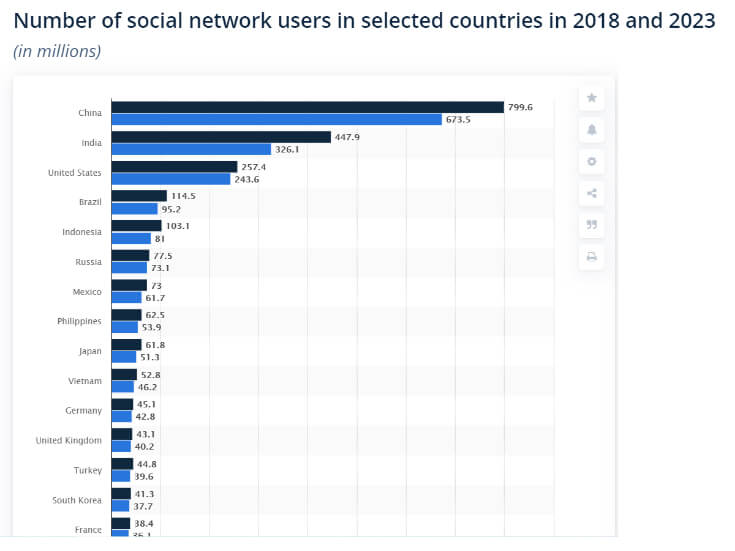 Number of social network users in selected countries in 2018 and 2023
(in millions)
China
799.6
673.5
India
447.9
326.1
United States
257.4
243.6
Brazil
114.5
95.2
Indonesia
103.1
81
Russia
77.5
73.1
Mexico
73
61.7
Philippines
62.5
53.9
Japan
61.8
51.3
Vietnam
52.8
46.2
Germany
45.1
42.8
United Kingdom
43.1
40.2
Turkey
44.8
39.6
South Korea
41.3
37.7
France
38.4